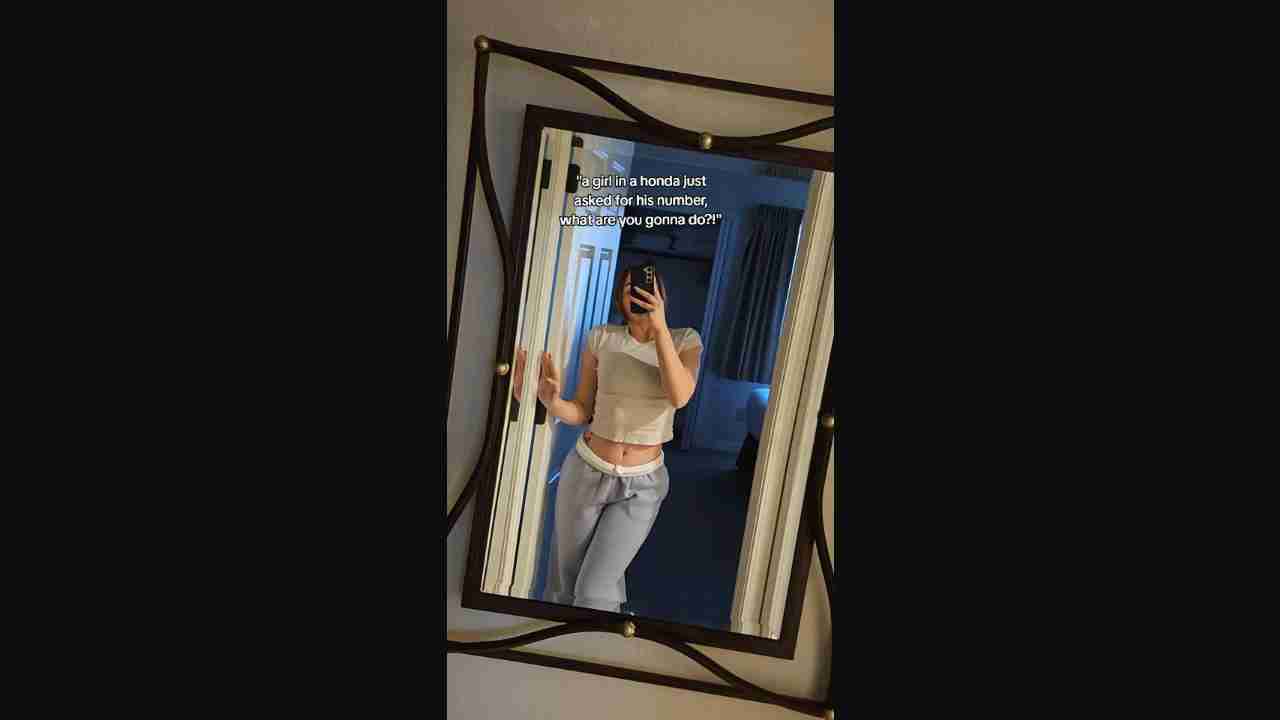 "a girl in a honda just
asked for his number,
what are you gonna do?!"